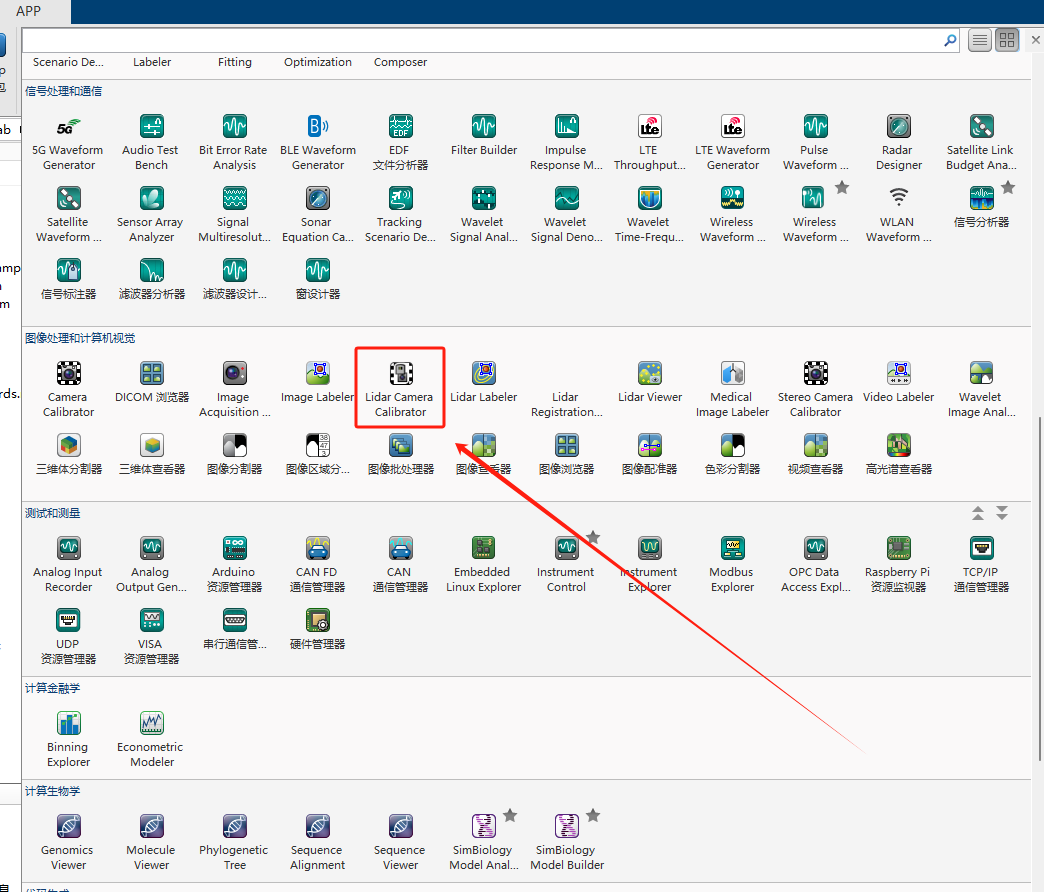 APP
Scenario De...
Labeler
Fitting
Optimization
Composer
信号处理和通信
5G Waveform
Generator
Audio Test
Bench
Bit Error Rate
Analysis
BLE Waveform
Generator
EDF
文件分析器
Filter Builder
Impulse
Response M...
LTE
Throughput...
LTE Waveform
Generator
Pulse
Waveform ...
Radar
Designer
Satellite Link
Budget Ana...
Satellite
Waveform ...
Sensor Array
Analyzer
Signal
Multiresolut...
Sonar
Equation Ca...
Tracking
Scenario De...
Wavelet
Signal Anal...
Wavelet
Signal Deno...
Wavelet
Time-Frequ...
Wireless
Waveform ...
Wireless
Waveform ...
WLAN
Waveform ...
信号分析器
信号标注器
滤波器分析器
滤波器设计...
窗设计器
图像处理和计算机视觉
Camera
Calibrator
DICOM 浏览器
Image
Acquisition ...
Image Labeler
Lidar Camera
Calibrator
Lidar Labeler
Lidar
Registration...
Lidar Viewer
Medical
Image Labeler
Stereo Camera
Calibrator
Video Labeler
Wavelet
Image Anal...
三维体分割器
三维体查看器
图像分割器
图像区域分...
图像批处理器
图像查看器
图像浏览器
图像配准器
色彩分割器
视频查看器
高光谱查看器
测试和测量
Analog Input
Recorder
Analog
Output Gen...
Arduino
资源管理器
CAN FD
通信管理器
CAN
通信管理器
Embedded
Linux Explorer
Instrument
Control
Instrument
Explorer
Modbus
Explorer
OPC Data
Access Expl...
Raspberry Pi
资源监视器
TCP/IP
通信管理器
UDP
资源管理器
VISA
资源管理器
串行通信管...
硬件管理器
计算金融学
Binning
Explorer
Econometric
Modeler
计算生物学
Genomics
Viewer
Molecule
Viewer
Phylogenetic
Tree
Sequence
Alignment
Sequence
Viewer
SimBiology
Model Anal...
SimBiology
Model Builder